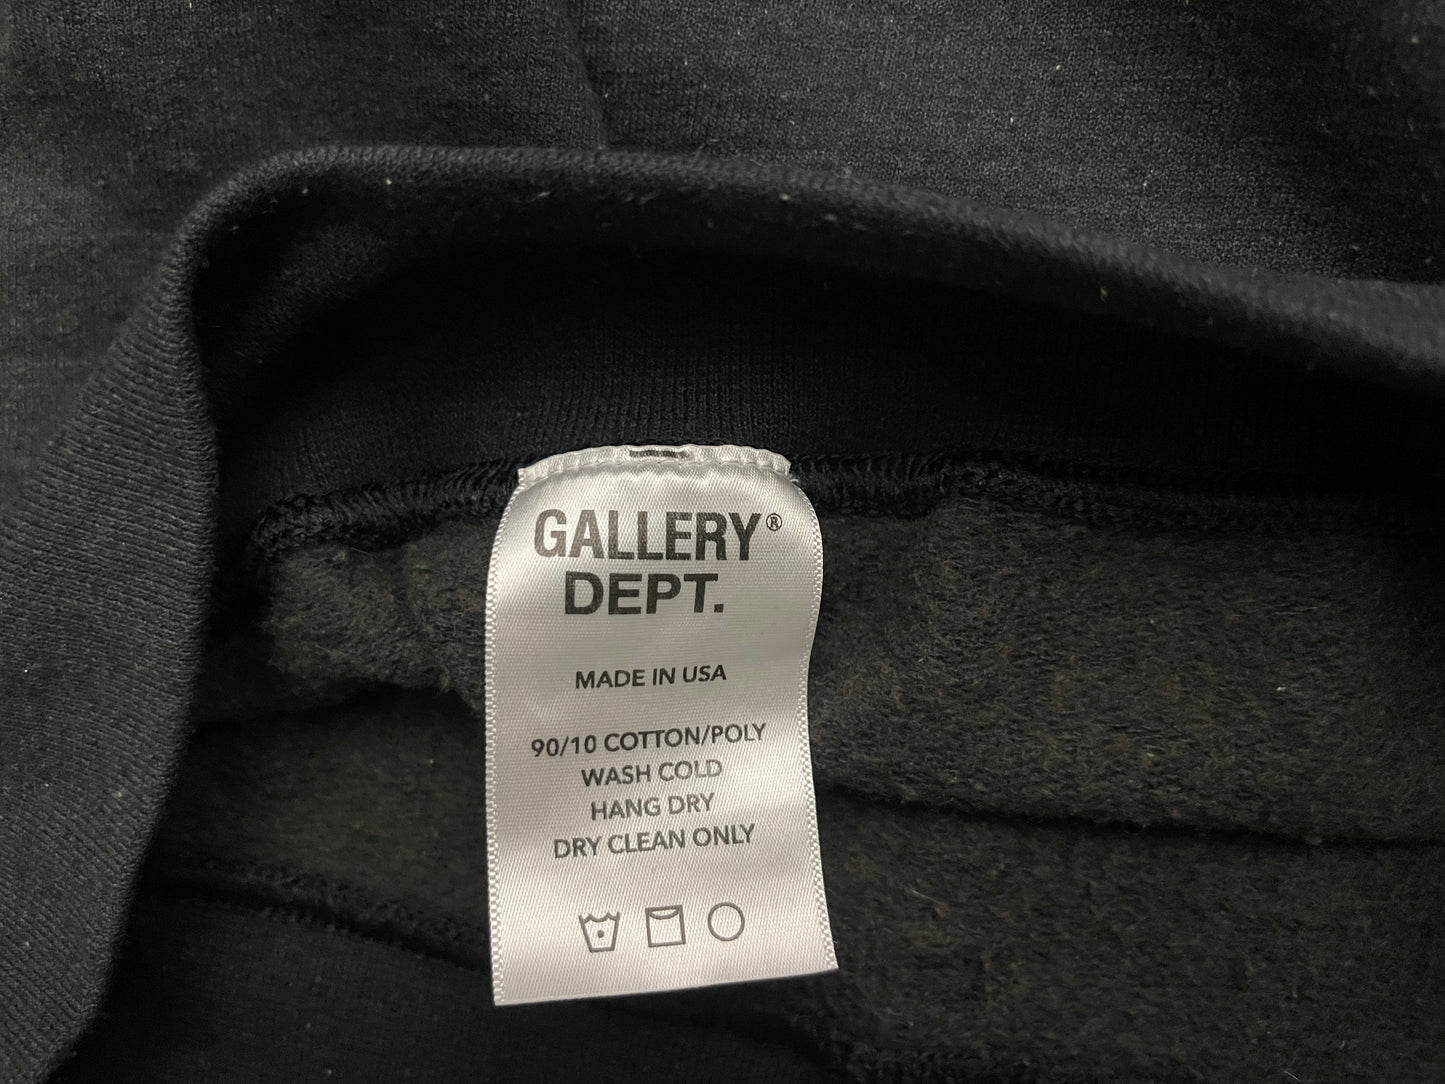 GALLERY®
DEPT.
MADE IN USA
90/10 COTTON/POLY
WASH COLD
HANG DRY
DRY CLEAN ONLY